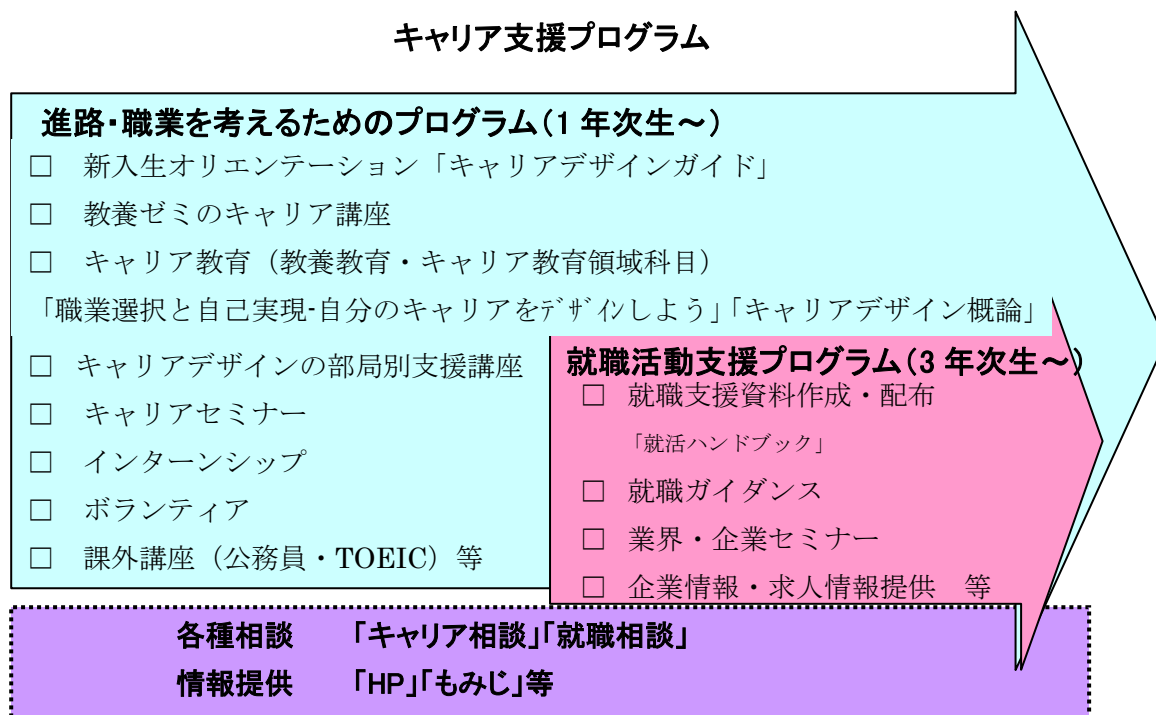 キャリア支援プログラム
進路・職業を考えるためのプログラム(1年次生～)
□ 新入生オリエンテーション「キャリアデザインガイド」
□ 教養ゼミのキャリア講座
□ キャリア教育（教養教育・キャリア教育領域科目）
「職業選択と自己実現-自分のキャリアをデザインしよう」「キャリアデザイン概論」
□ キャリアデザインの部局別支援講座
□ キャリアセミナー
□ インターンシップ
□ ボランティア
□ 課外講座（公務員・TOEIC）等
就職活動支援プログラム(3年次生～)
□ 就職支援資料作成・配布
「就活ハンドブック」
□ 就職ガイダンス
□ 業界・企業セミナー
□ 企業情報・求人情報提供 等
各種相談 「キャリア相談」「就職相談」
情報提供 「HP」「もみじ」等